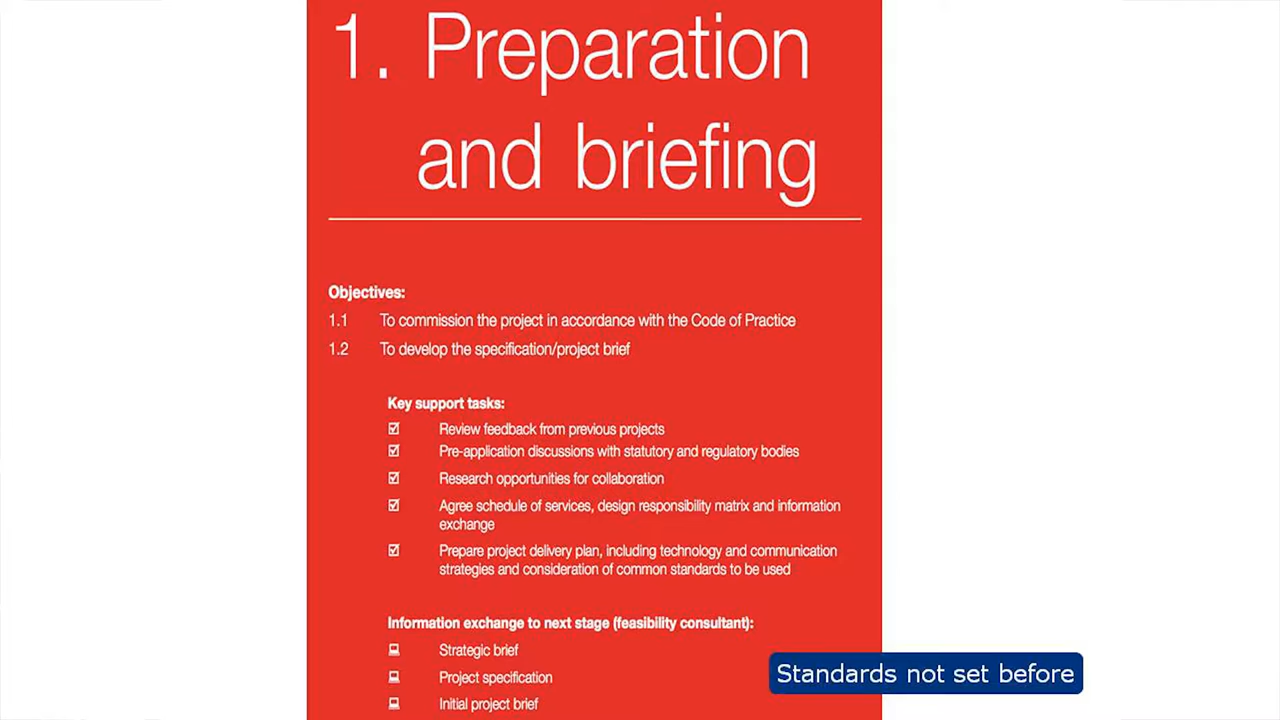 1. Preparation
and briefing
Objectives:
1.1 To commission the project in accordance with the Code of Practice
1.2 To develop the specification/project brief
Key support tasks:
Review feedback from previous projects
Pre-application discussions with statutory and regulatory bodies
Research opportunities for collaboration
Agree schedule of services, design responsibility matrix and information
exchange
Prepare project delivery plan, including technology and communication
strategies and consideration of common standards to be used
Information exchange to next stage (feasibility consultant):
Strategic brief
Project specification
Initial project brief
Standards not set before